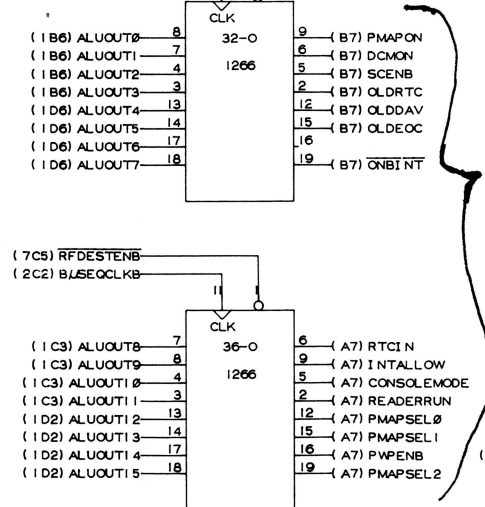 CLK
( 1B6) ALUOUT0 8 32-0 9 ( B7) PMAPON
( 1B6) ALUOUT1 7 6 ( B7) DCMON
( 1B6) ALUOUT2 4 1266 5 ( B7) SCENB
( 1B6) ALUOUT3 3 2 ( B7) OLDRTC
( 1D6) ALUOUT4 13 12 ( B7) OLDDAV
( 1D6) ALUOUT5 14 15 ( B7) OLDEOC
( 1D6) ALUOUT6 17 16
( 1D6) ALUOUT7 18 19 ( B7) ONBINT
( 7C5) RFDESTENB
( 2C2) BUSEQCLKB
11 1
CLK
( 1C3) ALUOUT8 7 36-0 6 ( A7) RTCIN
( 1C3) ALUOUT9 8 9 ( A7) INTALLOW
( 1C3) ALUOUT10 4 1266 5 ( A7) CONSOLEMODE
( 1C3) ALUOUT11 3 2 ( A7) READERRUN
( 1D2) ALUOUT12 13 12 ( A7) PMAPSEL0
( 1D2) ALUOUT13 14 15 ( A7) PMAPSEL1
( 1D2) ALUOUT14 17 16 ( A7) PWPENB
( 1D2) ALUOUT15 18 19 ( A7) PMAPSEL2